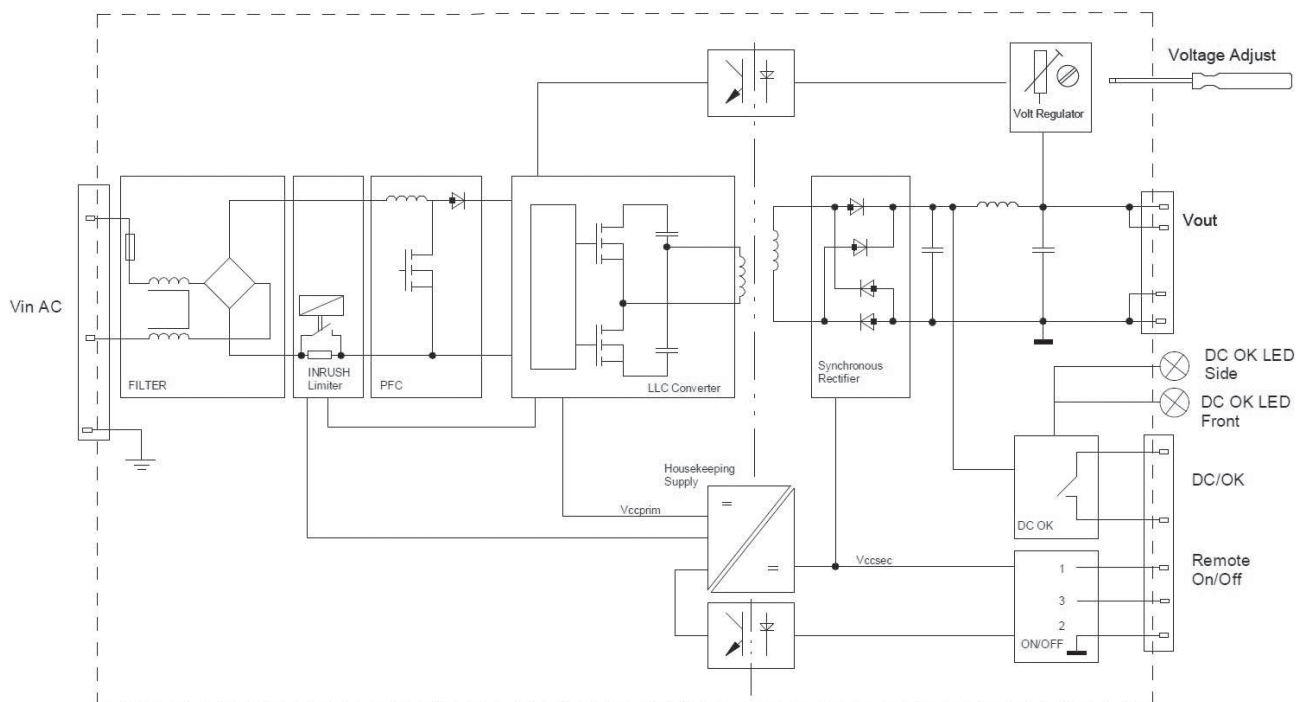 Voltage Adjust
Volt Regulator
Vin AC
FILTER
INRUSH
Limiter
PFC
LLC Converter
Synchronous
Rectifier
Vout
DC OK LED
Side
DC OK LED
Front
Housekeeping
Supply
Vccprim
Vccsec
DC OK
DC/OK
Remote
On/Off
1
3
2
ON/OFF